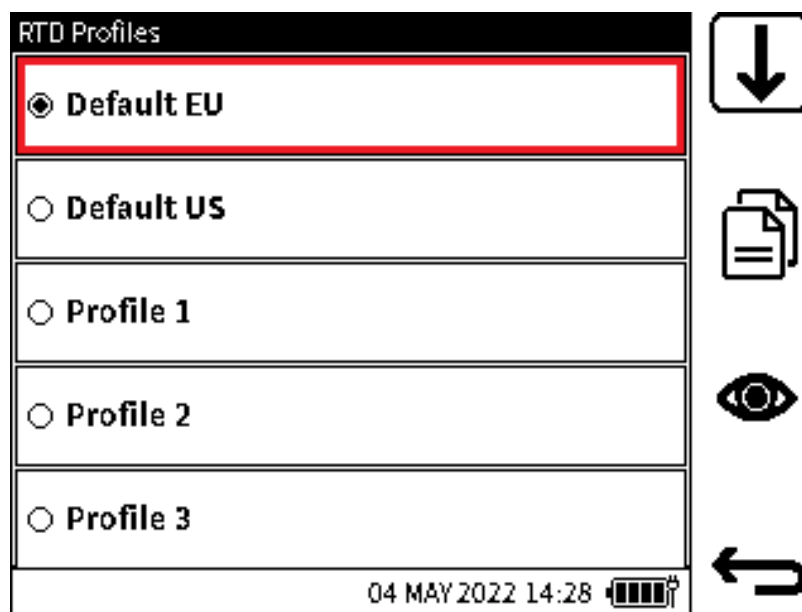 RTD Profiles
Default EU
Default US
Profile 1
Profile 2
Profile 3
04 MAY 2022 14:28